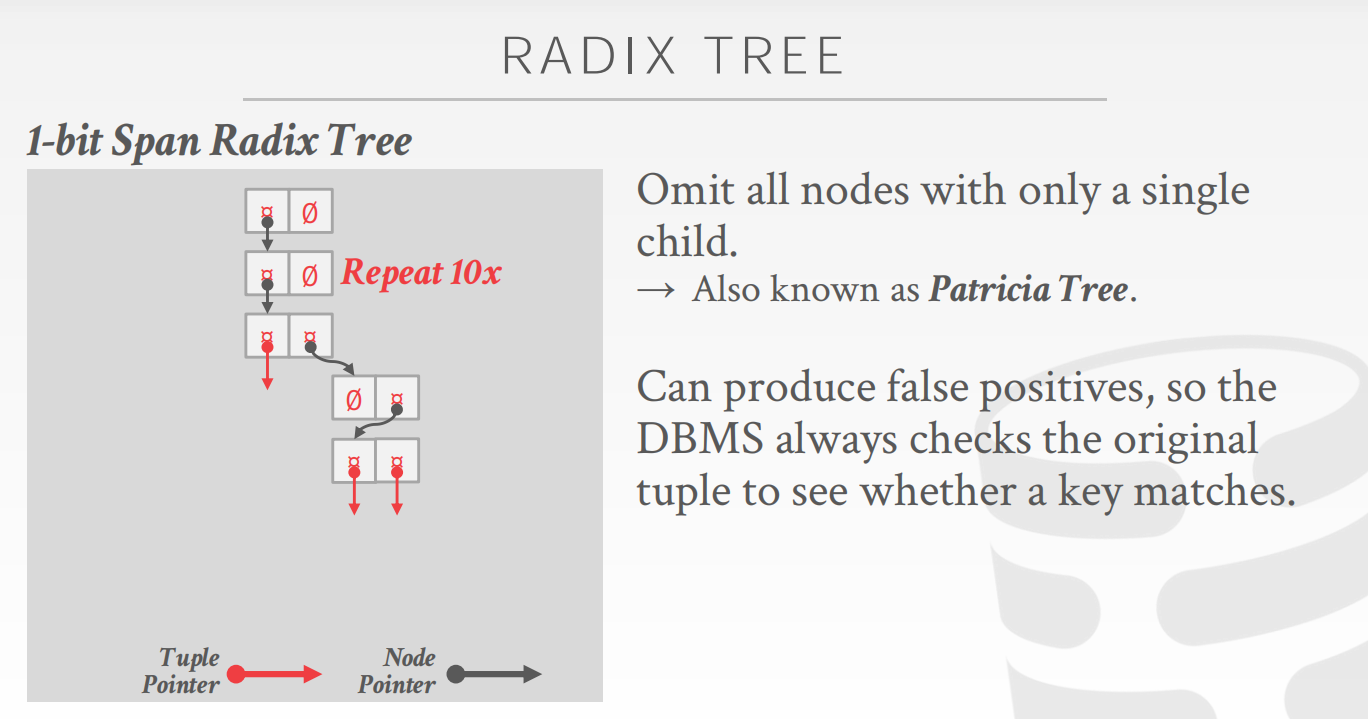 RADIX TREE
1-bit Span Radix Tree
¤ Ø
¤ Ø Repeat 10x
¤ ¤
Ø ¤
¤ ¤
Tuple
Pointer
Node
Pointer
Omit all nodes with only a single
child.
→ Also known as Patricia Tree.
Can produce false positives, so the
DBMS always checks the original
tuple to see whether a key matches.